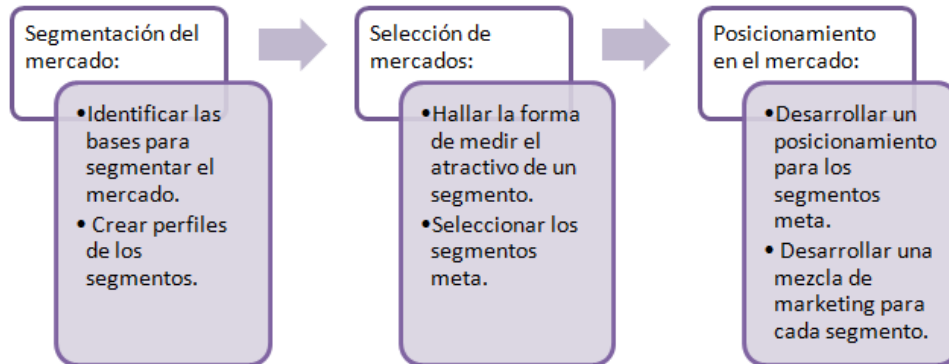 Segmentación del
mercado:
•Identificar las
bases para
segmentar el
mercado.
• Crear perfiles
de los
segmentos.
Selección de
mercados:
•Hallar la forma
de medir el
atractivo de un
segmento.
•Seleccionar los
segmentos
meta.
Posicionamiento
en el mercado:
•Desarrollar un
posicionamiento
para los
segmentos
meta.
• Desarrollar una
mezcla de
marketing para
cada segmento.